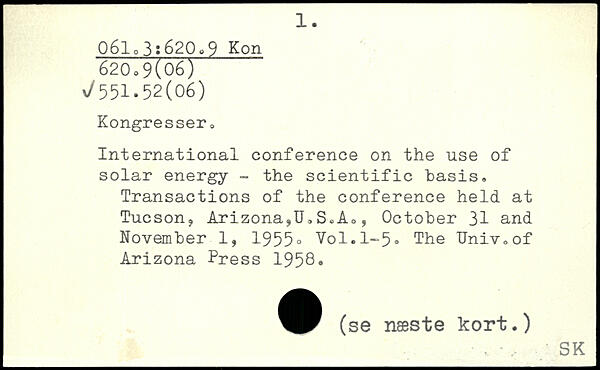 1.
061.3:620.9 Kon
620.9(06)
√551.52(06)
Kongresser.
International conference on the use of
solar energy - the scientific basis.
Transactions of the conference held at
Tucson, Arizona,U.S.A., October 31 and
November 1, 1955. Vol.1-5. The Univ.of
Arizona Press 1958.
(se næste kort.)
SK